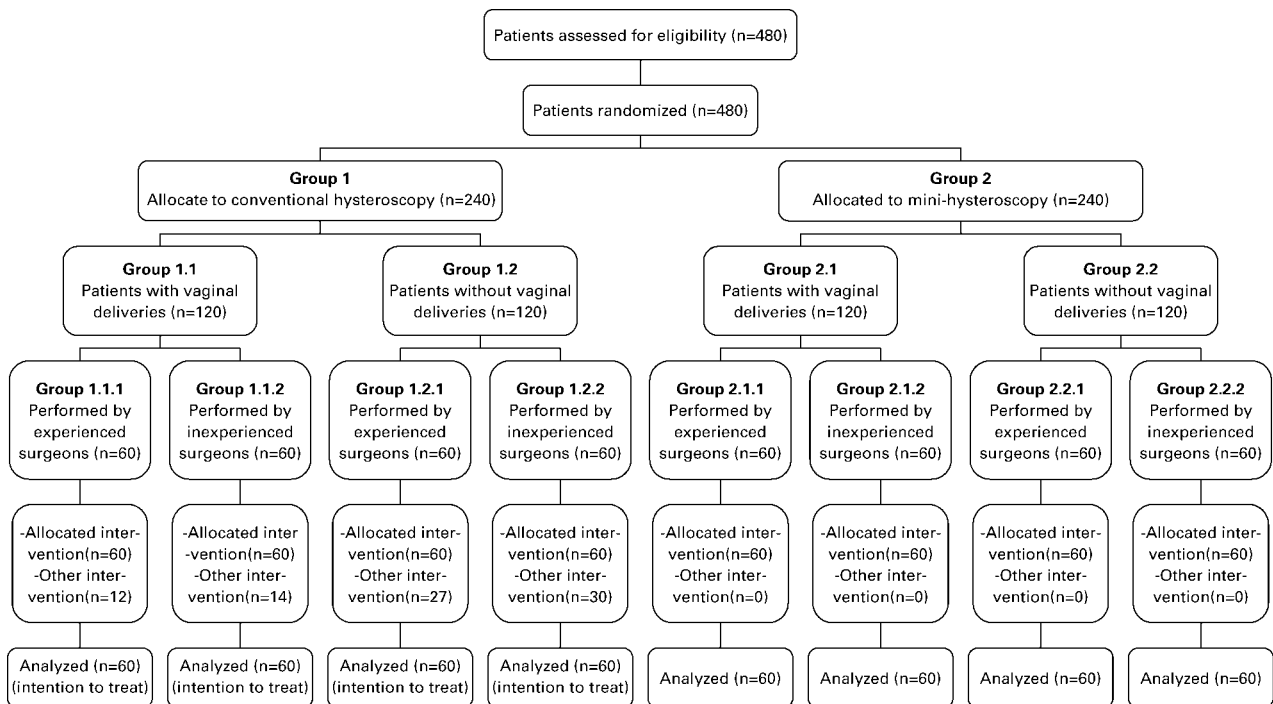 Patients assessed for eligibility (n=480)
Patients randomized (n=480)
Group 1
Allocate to conventional hysteroscopy (n=240)
Group 2
Allocated to mini-hysteroscopy (n=240)
Group 1.1
Patients with vaginal
deliveries (n=120)
Group 1.2
Patients without vaginal
deliveries (n=120)
Group 2.1
Patients with vaginal
deliveries (n=120)
Group 2.2
Patients without vaginal
deliveries (n=120)
Group 1.1.1
Performed by
experienced
surgeons (n=60)
Group 1.1.2
Performed by
inexperienced
surgeons (n=60)
Group 1.2.1
Performed by
experienced
surgeons (n=60)
Group 1.2.2
Performed by
inexperienced
surgeons (n=60)
Group 2.1.1
Performed by
experienced
surgeons (n=60)
Group 2.1.2
Performed by
inexperienced
surgeons (n=60)
Group 2.2.1
Performed by
experienced
surgeons (n=60)
Group 2.2.2
Performed by
inexperienced
surgeons (n=60)
-Allocated inter-
vention(n=60)
-Other inter-
vention(n=12)
-Allocated inter
-vention(n=60)
-Other inter-
vention(n=14)
-Allocated inter-
vention(n=60)
-Other inter-
vention(n=27)
-Allocated inter-
vention(n=60)
-Other inter-
vention(n=30)
-Allocated inter-
vention(n=60)
-Other inter-
vention(n=0)
-Allocated inter-
vention(n=60)
-Other inter-
vention(n=0)
-Allocated inter-
vention(n=60)
-Other inter-
vention(n=0)
-Allocated inter-
vention(n=60)
-Other inter-
vention(n=0)
Analyzed (n=60)
(intention to treat)
Analyzed (n=60)
(intention to treat)
Analyzed (n=60)
(intention to treat)
Analyzed (n=60)
(intention to treat)
Analyzed (n=60)
Analyzed (n=60)
Analyzed (n=60)
Analyzed (n=60)